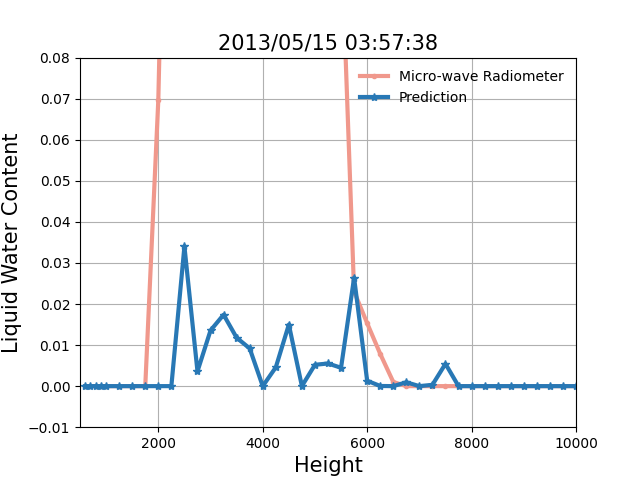 2013/05/15 03:57:38
Liquid Water Content
0.08
0.07
0.06
0.05
0.04
0.03
0.02
0.01
0.00
−0.01
Micro-wave Radiometer
Prediction
2000 4000 6000 8000 10000
Height